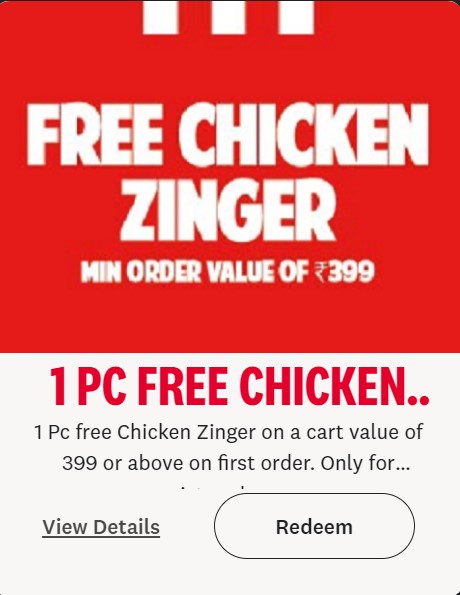 FREE CHICKEN
ZINGER
MIN ORDER VALUE OF ₹399
1 PC FREE CHICKEN..
1 Pc free Chicken Zinger on a cart value of
399 or above on first order. Only for...
View Details
Redeem